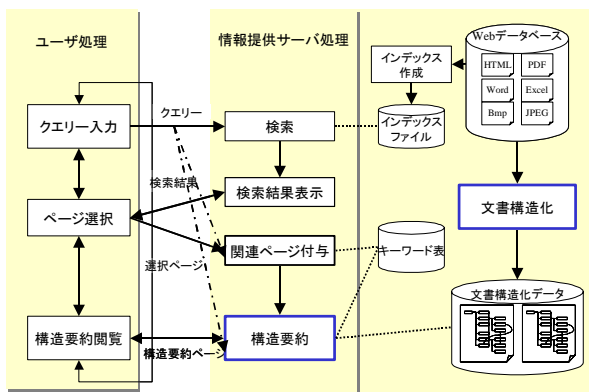 ユーザ処理
クエリー入力
ページ選択
構造要約閲覧
クエリー
検索結果
選択ページ
構造要約ページ
情報提供サーバ処理
検索
検索結果表示
関連ページ付与
構造要約
インデックス
作成
インデックス
ファイル
キーワード表
Webデータベース
HTML
PDF
Word
Excel
Bmp
JPEG
文書構造化
文書構造化データ